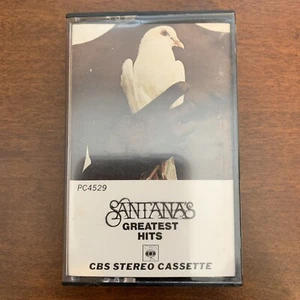 PC4529
SANTANA'S
GREATEST
HITS
CBS STEREO CASSETTE